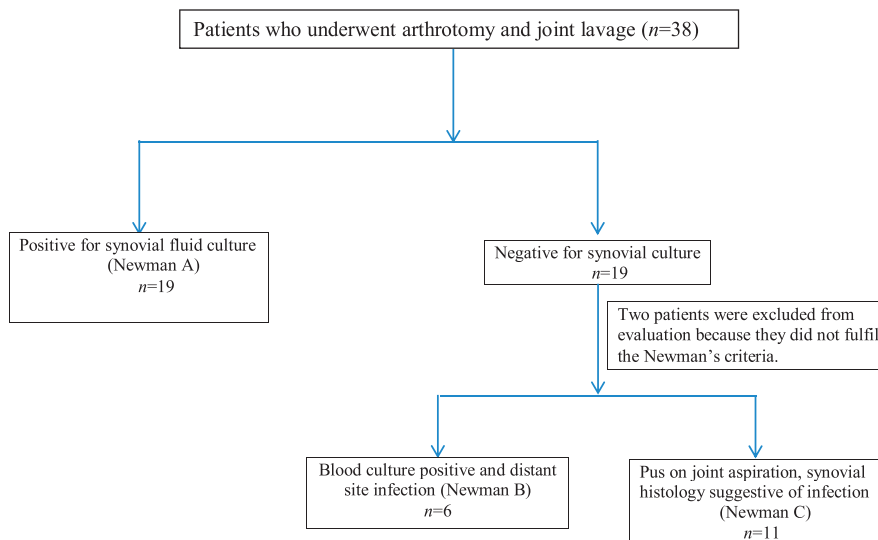 Patients who underwent arthrotomy and joint lavage (n=38)
Positive for synovial fluid culture
(Newman A)
n=19
Negative for synovial culture
n=19
Two patients were excluded from
evaluation because they did not fulfil
the Newman’s criteria.
Blood culture positive and distant
site infection (Newman B)
n=6
Pus on joint aspiration, synovial
histology suggestive of infection
(Newman C)
n=11